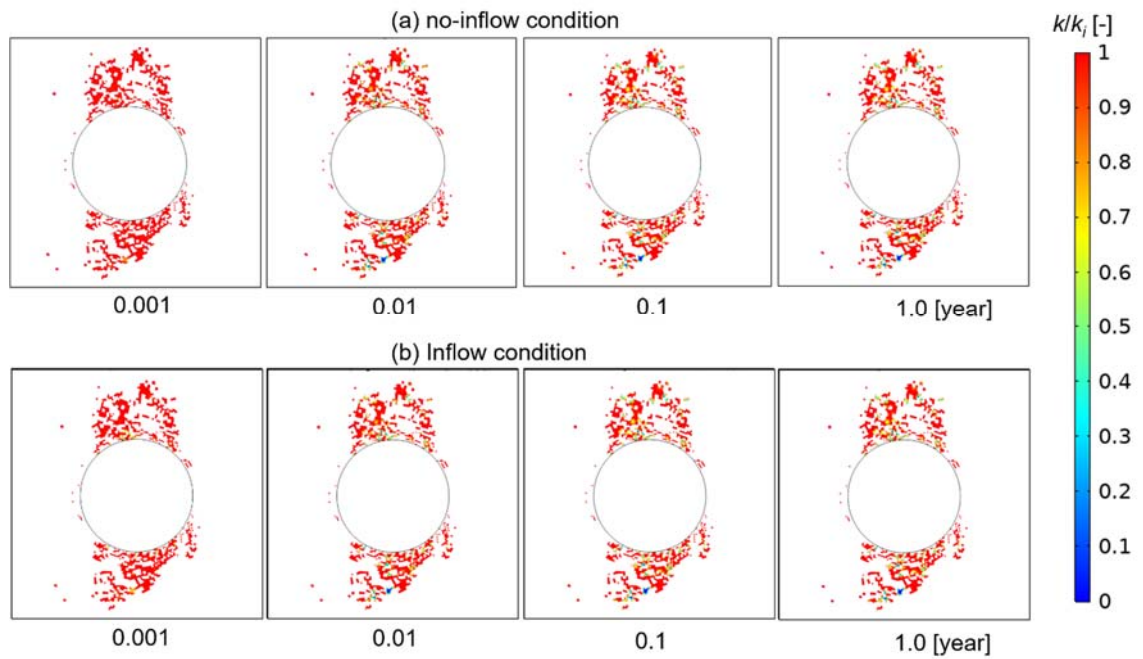 (a) no-inflow condition
k/kᵢ [-]
1
0.9
0.8
0.7
0.6
0.5
0.4
0.3
0.2
0.1
0
0.001 0.01 0.1 1.0 [year]
(b) Inflow condition
0.001 0.01 0.1 1.0 [year]